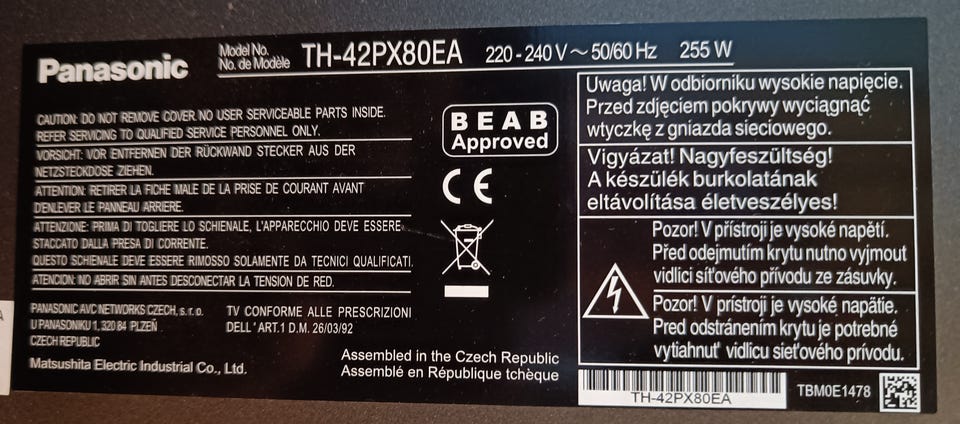 Panasonic
Model No.
No. de Modèle
TH-42PX80EA
220 - 240 V ~ 50/60 Hz
255 W
CAUTION: DO NOT REMOVE COVER. NO USER SERVICEABLE PARTS INSIDE.
REFER SERVICING TO QUALIFIED SERVICE PERSONNEL ONLY.
VORSICHT: VOR ENTFERNEN DER RÜCKWAND STECKER AUS DER
NETZSTECKDOSE ZIEHEN.
ATTENTION: RETIRER LA FICHE MALE DE LA PRISE DE COURANT AVANT
D'ENLEVER LE PANNEAU ARRIERE.
ATTENZIONE: PRIMA DI TOGLIERE LO SCHIENALE, L'APPARECCHIO DEVE ESSERE
STACCATO DALLA PRESA DI CORRENTE.
QUESTO SCHIENALE DEVE ESSERE RIMOSSO SOLAMENTE DA TECNICI QUALIFICATI.
ATENCION: NO ABRIR SIN ANTES DESCONECTAR LA TENSION DE RED.
PANASONIC AVC NETWORKS CZECH, s.r.o.
U PANASONIKU 1, 320 84 PLZEŇ
CZECH REPUBLIC
TV CONFORME ALLE PRESCRIZIONI
DELL' ART.1 D.M. 26/03/92
Matsushita Electric Industrial Co., Ltd.
Assembled in the Czech Republic
Assemblé en République tchèque
BEAB
Approved
CE
Uwaga! W odbiorniku wysokie napięcie.
Przed zdjęciem pokrywy wyciągnąć
wtyczkę z gniazda sieciowego.
Vigyázat! Nagyfeszültség!
A készülék burkolatának
eltávolítása életveszélyes!
Pozor! V přístroji je vysoké napětí.
Před odejmutím krytu nutno vyjmout
vidlici síťového přívodu ze zásuvky.
Pozor! V prístroji je vysoké napätie.
Pred odstránením krytu je potrebné
vytiahnuť vidlicu sieťového prívodu.
TH-42PX80EA
TBM0E1478